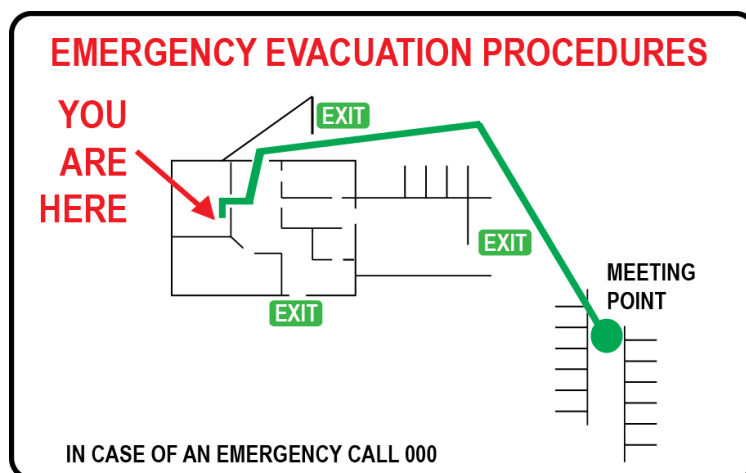 EMERGENCY EVACUATION PROCEDURES
YOU
ARE
HERE
EXIT
EXIT
MEETING
POINT
EXIT
IN CASE OF AN EMERGENCY CALL 000